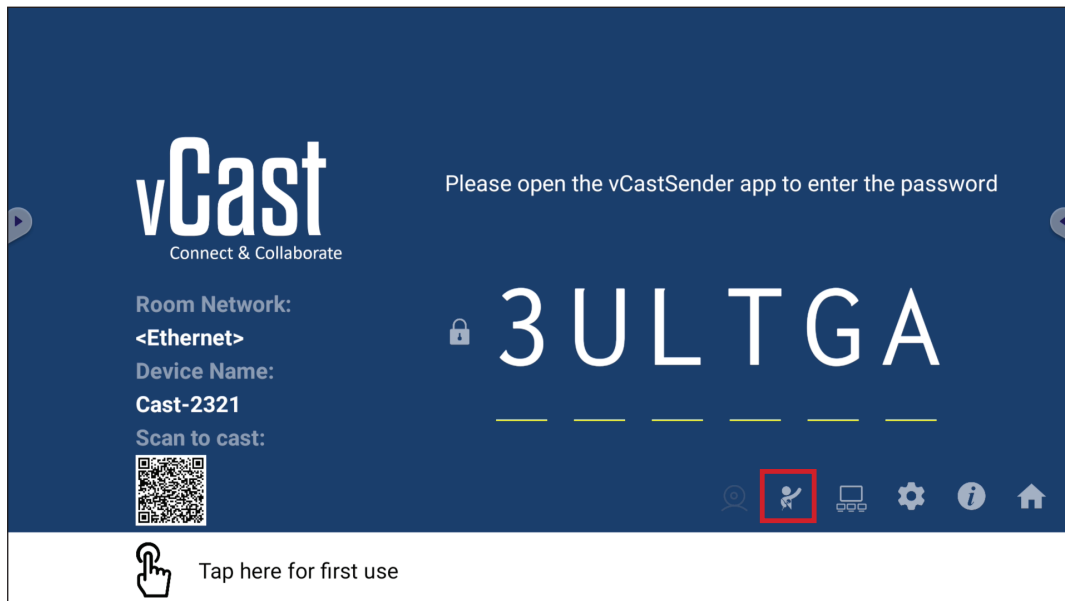 vCast
Connect & Collaborate
Please open the vCastSender app to enter the password
Room Network:
<Ethernet>
Device Name:
Cast-2321
Scan to cast:
3ULTGA
Tap here for first use